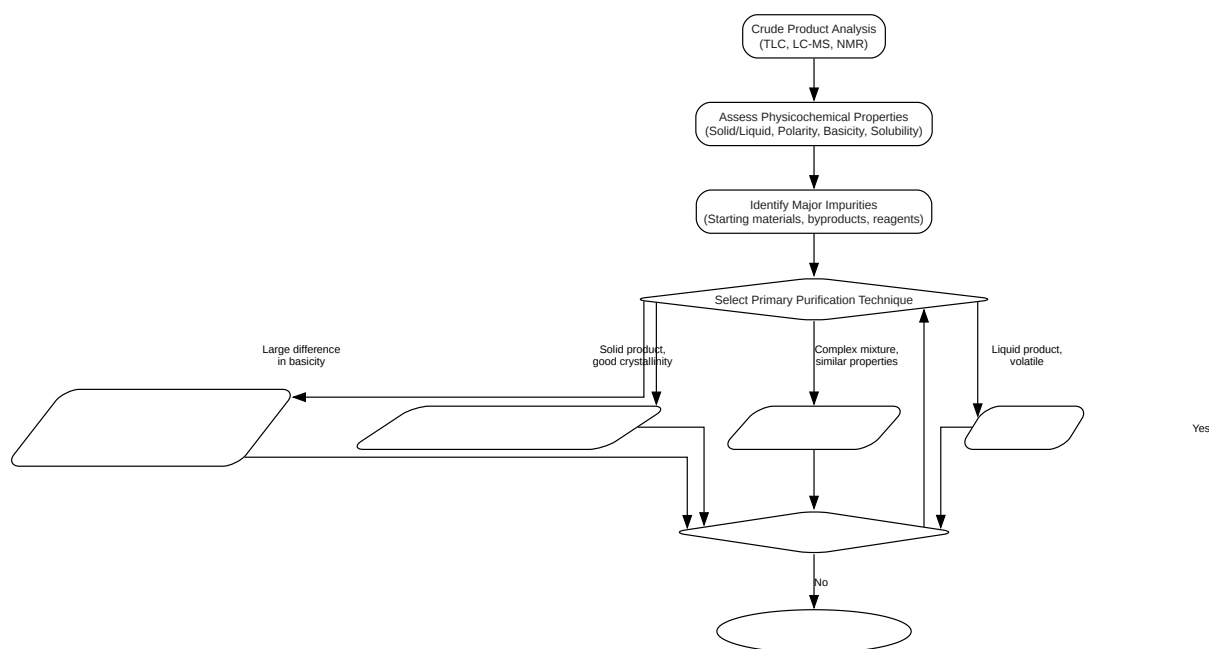 Crude Product Analysis
(TLC, LC-MS, NMR)
Assess Physicochemical Properties
(Solid/Liquid, Polarity, Basicity, Solubility)
Identify Major Impurities
(Starting materials, byproducts, reagents)
Select Primary Purification Technique
Large difference
in basicity
Solid product,
good crystallinity
Complex mixture,
similar properties
Liquid product,
volatile
Yes
No